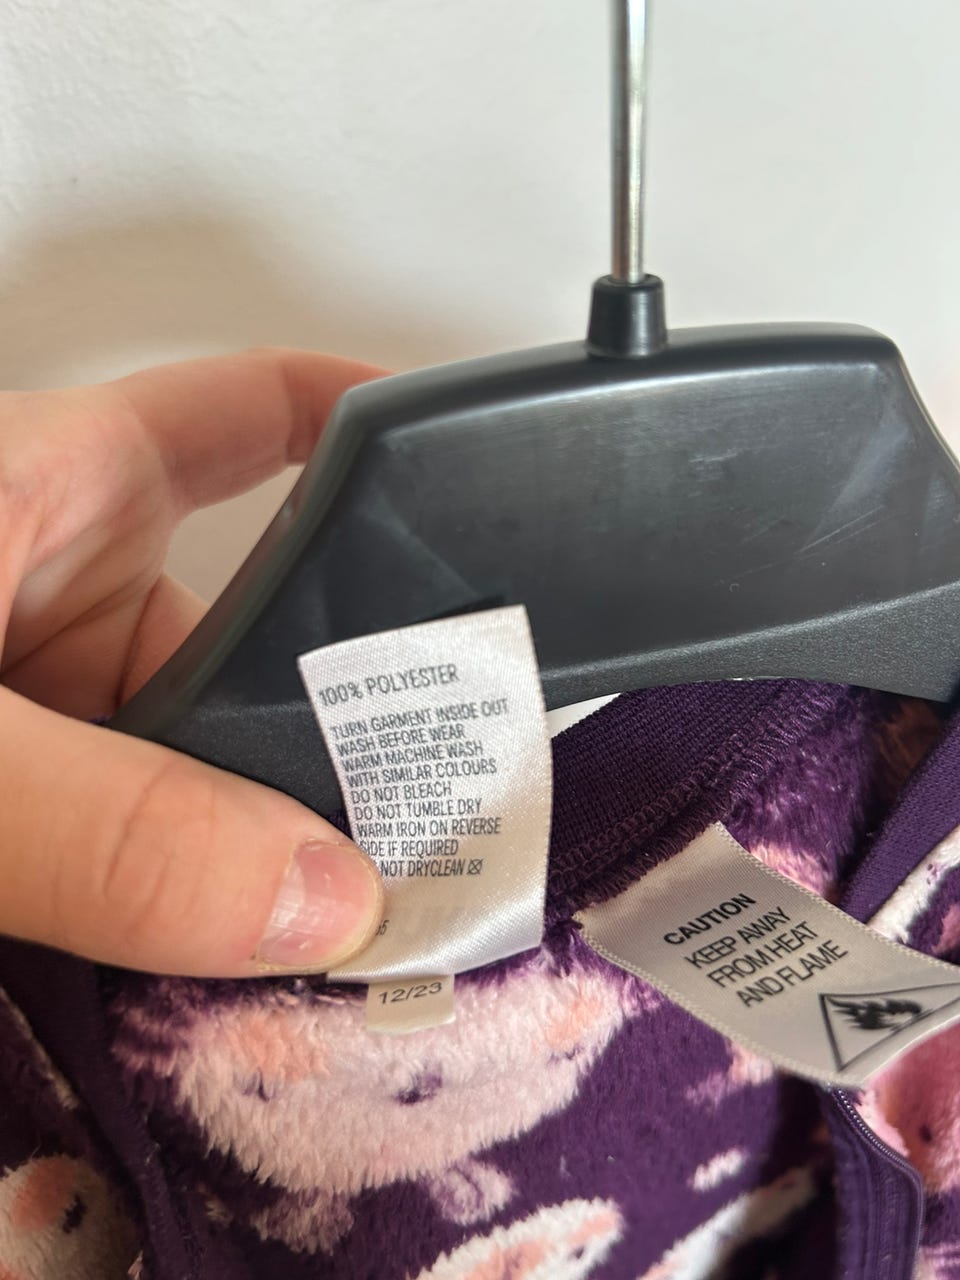 100% POLYESTER
TURN GARMENT INSIDE OUT
WASH BEFORE WEAR
WARM MACHINE WASH
WITH SIMILAR COLOURS
DO NOT BLEACH
DO NOT TUMBLE DRY
WARM IRON ON REVERSE
SIDE IF REQUIRED
NOT DRYCLEAN
12/23
CAUTION
KEEP AWAY
FROM HEAT
AND FLAME